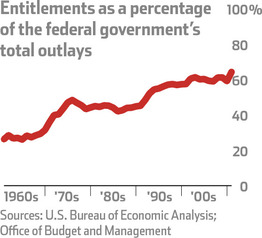 Entitlements as a percentage
of the federal government's
total outlays
100%
80
60
40
20
0
1960s '70s '80s '90s '00s
Sources: U.S. Bureau of Economic Analysis;
Office of Budget and Management